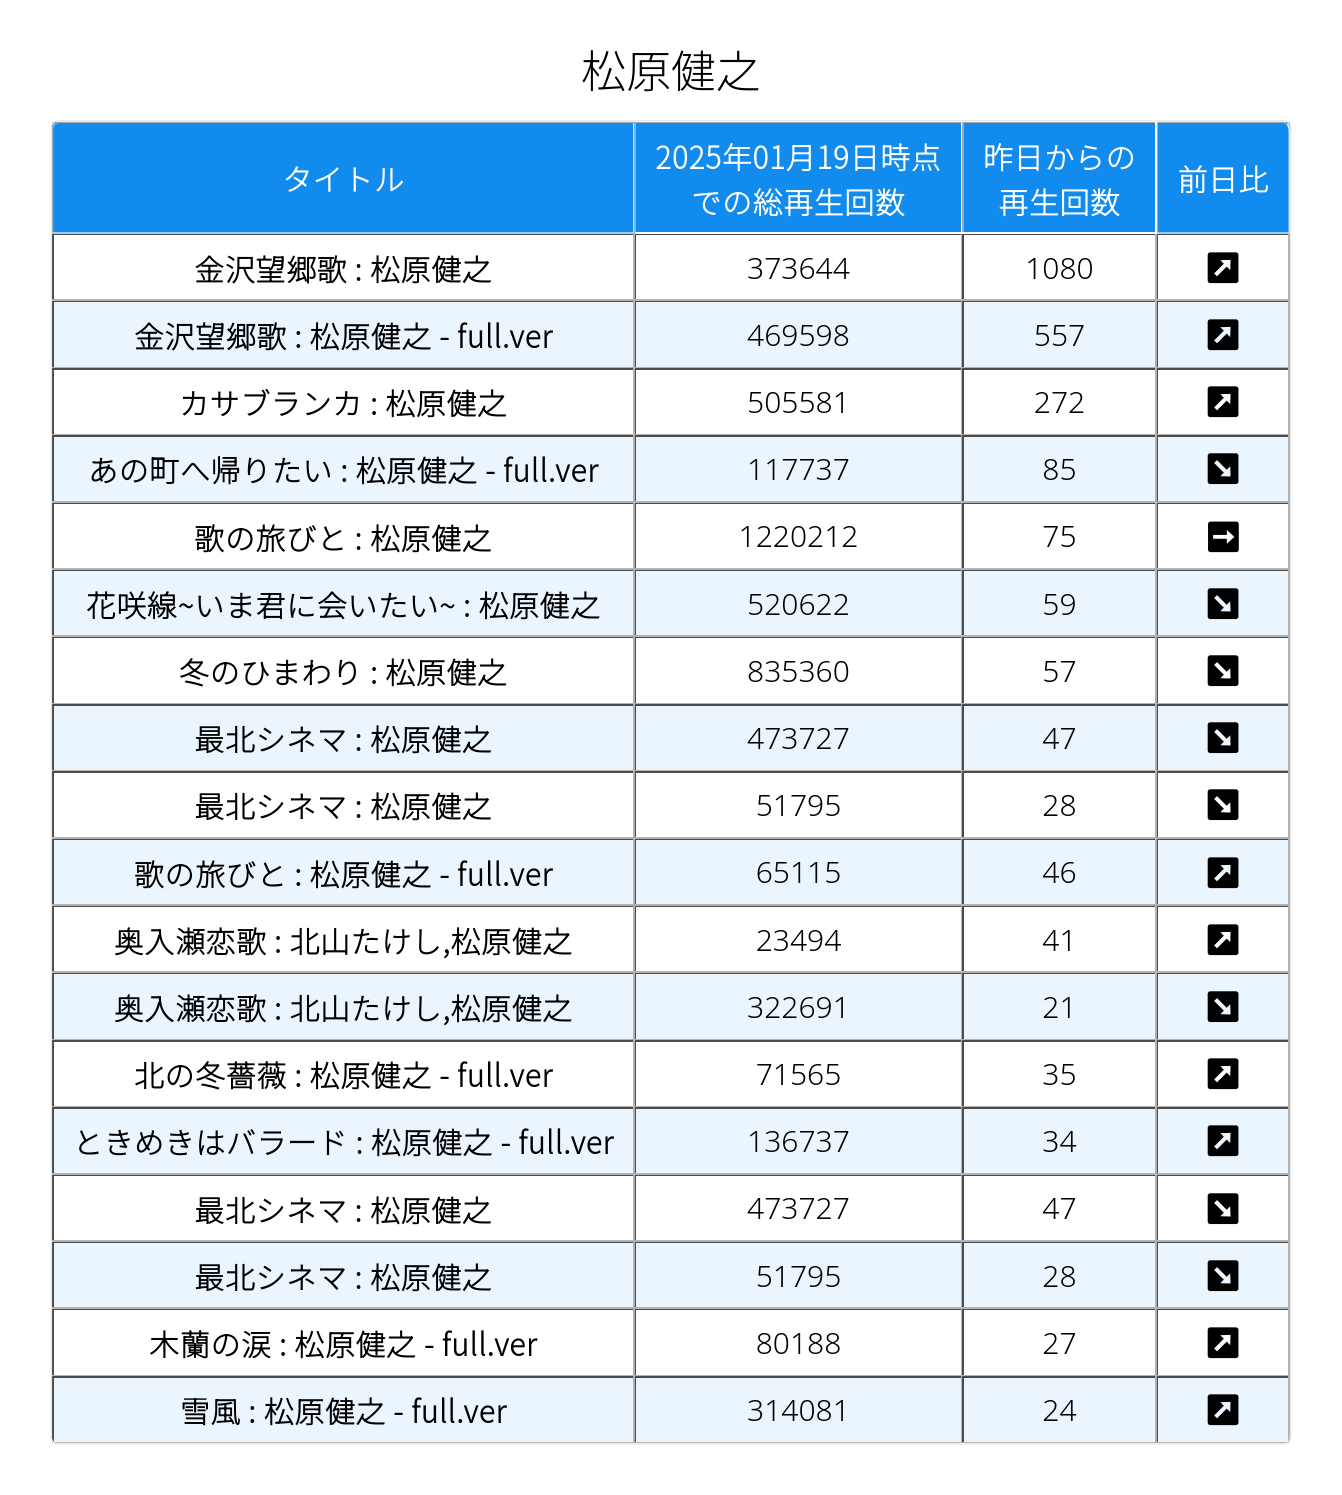 松原健之
タイトル 2025年01月19日時点での総再生回数 昨日からの再生回数 前日比
金沢望郷歌 : 松原健之 373644 1080 ↗
金沢望郷歌 : 松原健之 - full.ver 469598 557 ↗
カサブランカ : 松原健之 505581 272 ↗
あの町へ帰りたい : 松原健之 - full.ver 117737 85 ↘
歌の旅びと : 松原健之 1220212 75 →
花咲線~いま君に会いたい~ : 松原健之 520622 59 ↘
冬のひまわり : 松原健之 835360 57 ↘
最北シネマ : 松原健之 473727 47 ↘
最北シネマ : 松原健之 51795 28 ↘
歌の旅びと : 松原健之 - full.ver 65115 46 ↗
奥入瀬恋歌 : 北山たけし,松原健之 23494 41 ↗
奥入瀬恋歌 : 北山たけし,松原健之 322691 21 ↘
北の冬薔薇 : 松原健之 - full.ver 71565 35 ↗
ときめきはバラード : 松原健之 - full.ver 136737 34 ↗
最北シネマ : 松原健之 473727 47 ↘
最北シネマ : 松原健之 51795 28 ↘
木蘭の涙 : 松原健之 - full.ver 80188 27 ↗
雪風 : 松原健之 - full.ver 314081 24 ↗